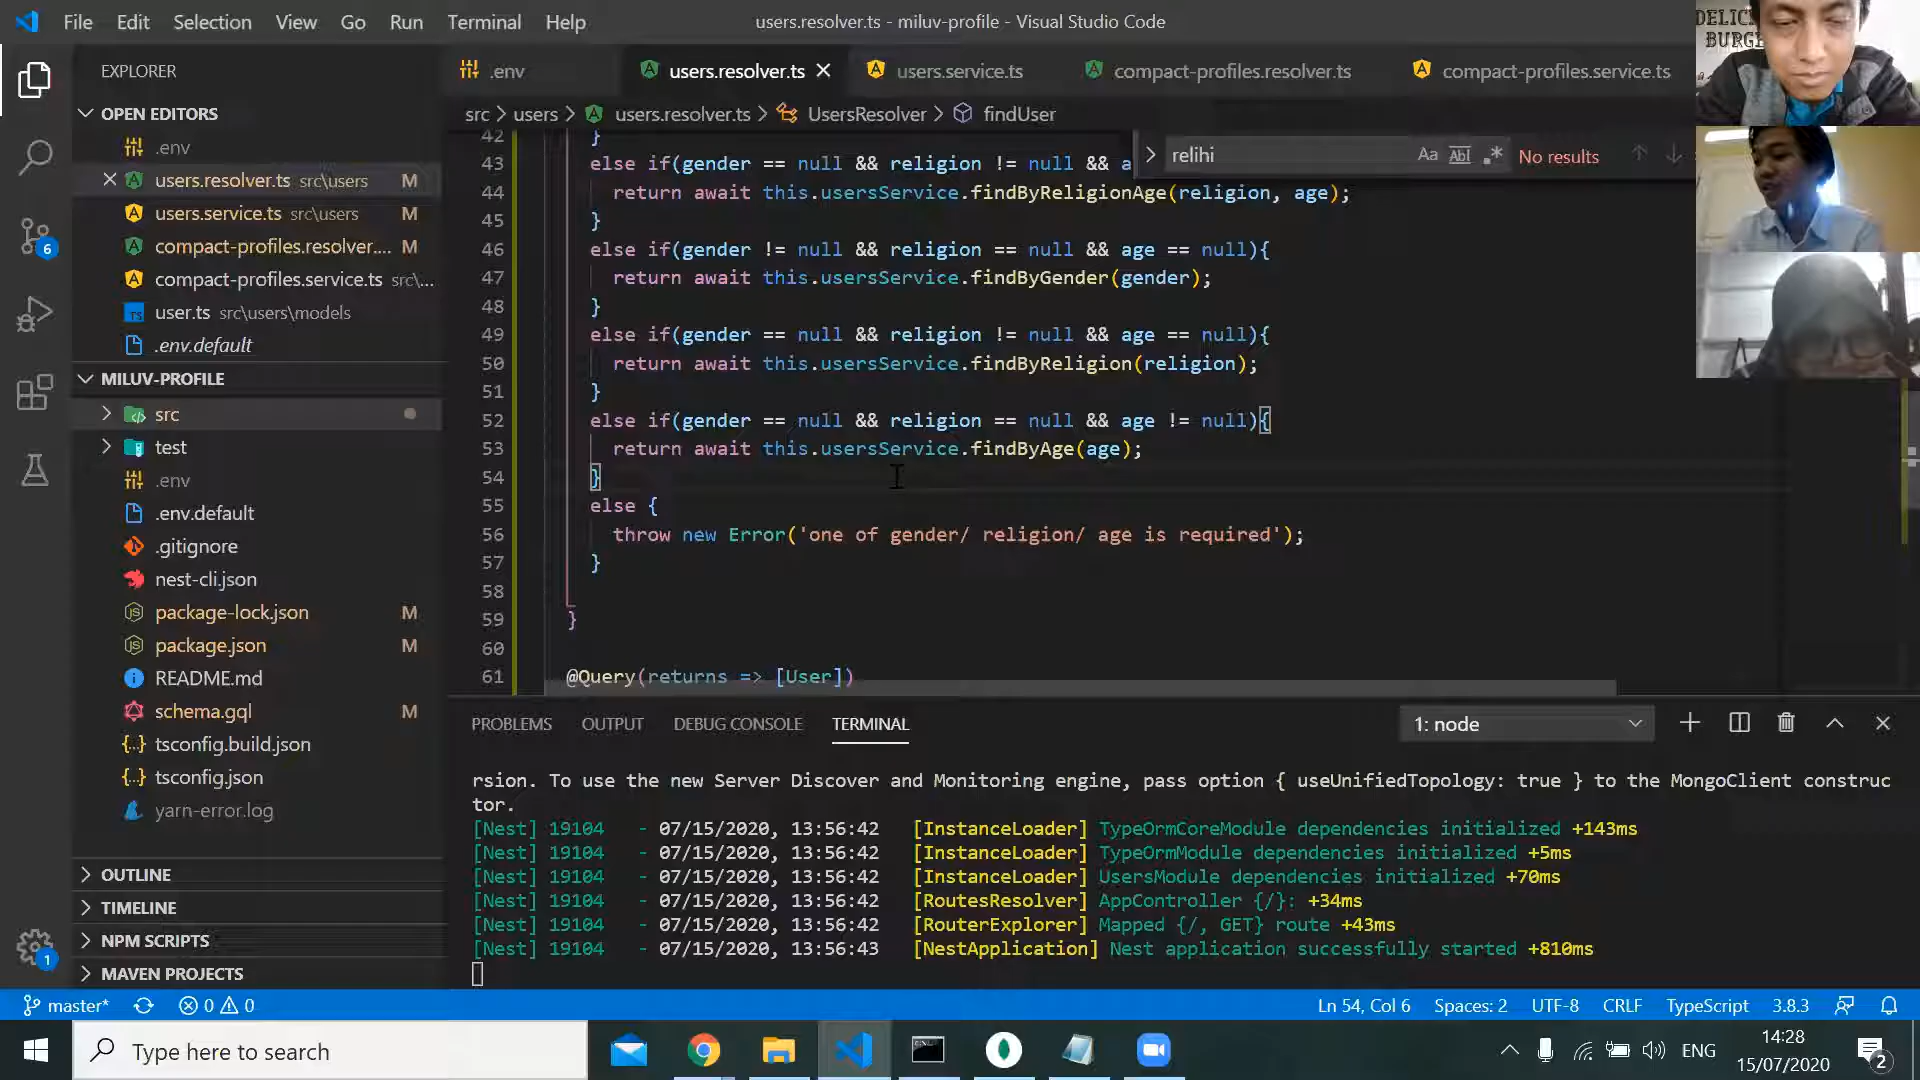 File Edit Selection View Go Run Terminal Help
users.resolver.ts - miluv-profile - Visual Studio Code
EXPLORER
OPEN EDITORS
.env
users.resolver.ts src\users M
users.service.ts src\users M
compact-profiles.resolver.... M
compact-profiles.service.ts src\...
user.ts src\users\models
.env.default
MILUV-PROFILE
src
test
.env
.env.default
.gitignore
nest-cli.json
package-lock.json M
package.json M
README.md
schema.gql M
tsconfig.build.json
tsconfig.json
yarn-error.log
OUTLINE
TIMELINE
NPM SCRIPTS
MAVEN PROJECTS
6
1
.env users.resolver.ts users.service.ts compact-profiles.resolver.ts compact-profiles.service.ts
src > users > users.resolver.ts > UsersResolver > findUser
relihi Aa Abl .* No results
42 }
43 else if(gender == null && religion != null && a
44 return await this.usersService.findByReligionAge(religion, age);
45 }
46 else if(gender != null && religion == null && age == null){
47 return await this.usersService.findByGender(gender);
48 }
49 else if(gender == null && religion != null && age == null){
50 return await this.usersService.findByReligion(religion);
51 }
52 else if(gender == null && religion == null && age != null){
53 return await this.usersService.findByAge(age);
54 }
55 else {
56 throw new Error('one of gender/ religion/ age is required');
57 }
58
59 }
60
61 @Query(returns => [User])
PROBLEMS OUTPUT DEBUG CONSOLE TERMINAL 1: node
rsion. To use the new Server Discover and Monitoring engine, pass option { useUnifiedTopology: true } to the MongoClient construc
tor.
[Nest] 19104 - 07/15/2020, 13:56:42 [InstanceLoader] TypeOrmCoreModule dependencies initialized +143ms
[Nest] 19104 - 07/15/2020, 13:56:42 [InstanceLoader] TypeOrmModule dependencies initialized +5ms
[Nest] 19104 - 07/15/2020, 13:56:42 [InstanceLoader] UsersModule dependencies initialized +70ms
[Nest] 19104 - 07/15/2020, 13:56:42 [RoutesResolver] AppController {/}: +34ms
[Nest] 19104 - 07/15/2020, 13:56:42 [RouterExplorer] Mapped {/, GET} route +43ms
[Nest] 19104 - 07/15/2020, 13:56:43 [NestApplication] Nest application successfully started +810ms
master* 0 0 Ln 54, Col 6 Spaces: 2 UTF-8 CRLF TypeScript 3.8.3
Type here to search
ENG
14:28
15/07/2020
2